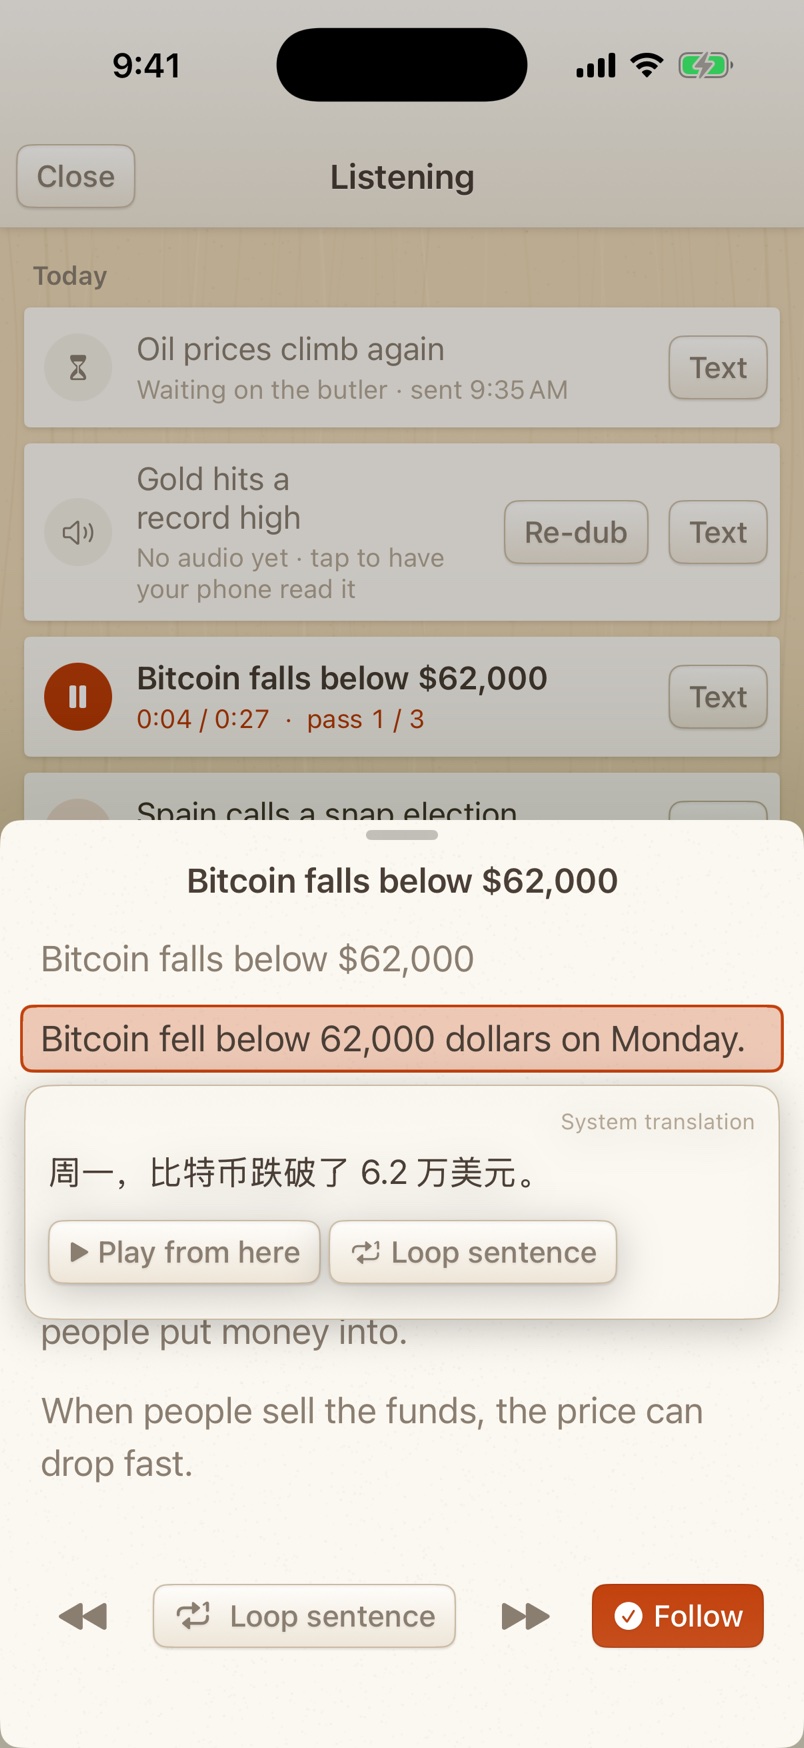 9:41
Close
Listening
Today
Oil prices climb again
Waiting on the butler · sent 9:35 AM
Text
Gold hits a
record high
No audio yet · tap to have
your phone read it
Re-dub
Text
Bitcoin falls below $62,000
0:04 / 0:27 · pass 1 / 3
Text
Spain calls a snap election
Bitcoin falls below $62,000
Bitcoin falls below $62,000
Bitcoin fell below 62,000 dollars on Monday.
System translation
周一，比特币跌破了 6.2 万美元。
Play from here
Loop sentence
people put money into.
When people sell the funds, the price can
drop fast.
Loop sentence
Follow